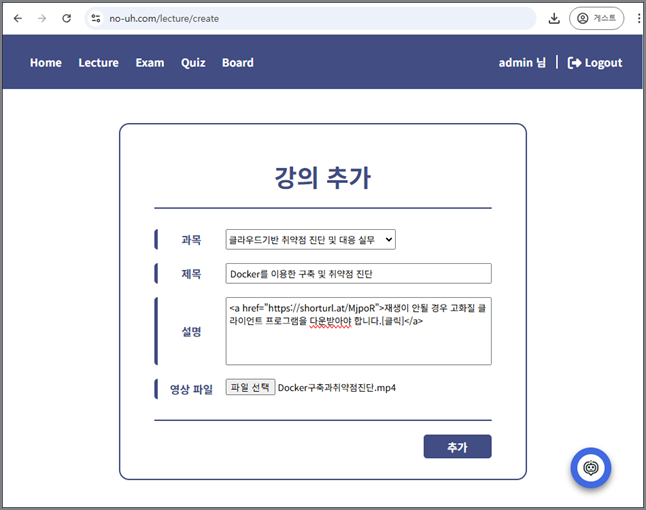 no-uh.com/lecture/create
게스트
Home Lecture Exam Quiz Board admin 님 | Logout
강의 추가
과목 클라우드기반 취약점 진단 및 대응 실무
제목 Docker를 이용한 구축 및 취약점 진단
설명
<a href="https://shorturl.at/MjpoR">재생이 안될 경우 고화질 클
라이언트 프로그램을 다운받아야 합니다.[클릭]</a>
영상 파일 파일 선택 Docker구축과취약점진단.mp4
추가